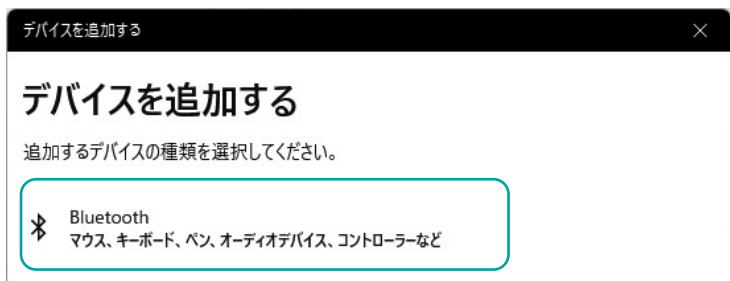 デバイスを追加する
デバイスを追加する
追加するデバイスの種類を選択してください。
Bluetooth
マウス、キーボード、ペン、オーディオデバイス、コントローラーなど